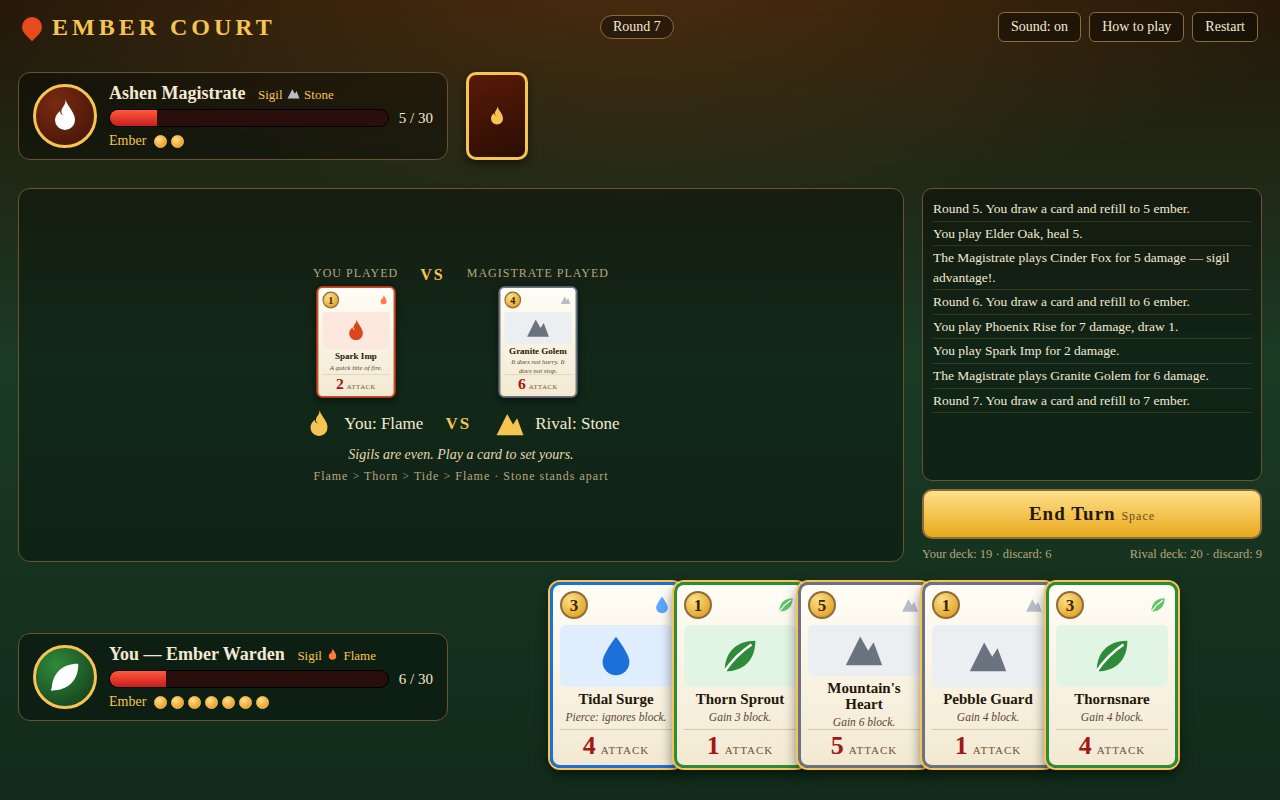 EMBER COURT
Round 7
Sound: on
How to play
Restart
Ashen Magistrate Sigil Stone
5 / 30
Ember
YOU PLAYED VS MAGISTRATE PLAYED
1
Spark Imp
A quick bite of fire.
2 ATTACK
4
Granite Golem
It does not hurry. It
does not stop.
6 ATTACK
You: Flame VS Rival: Stone
Sigils are even. Play a card to set yours.
Flame > Thorn > Tide > Flame · Stone stands apart
Round 5. You draw a card and refill to 5 ember.
You play Elder Oak, heal 5.
The Magistrate plays Cinder Fox for 5 damage — sigil
advantage!.
Round 6. You draw a card and refill to 6 ember.
You play Phoenix Rise for 7 damage, draw 1.
You play Spark Imp for 2 damage.
The Magistrate plays Granite Golem for 6 damage.
Round 7. You draw a card and refill to 7 ember.
End Turn Space
Your deck: 19 · discard: 6
Rival deck: 20 · discard: 9
You — Ember Warden Sigil Flame
6 / 30
Ember
3
Tidal Surge
Pierce: ignores block.
4 ATTACK
1
Thorn Sprout
Gain 3 block.
1 ATTACK
5
Mountain's
Heart
Gain 6 block.
5 ATTACK
1
Pebble Guard
Gain 4 block.
1 ATTACK
3
Thornsnare
Gain 4 block.
4 ATTACK